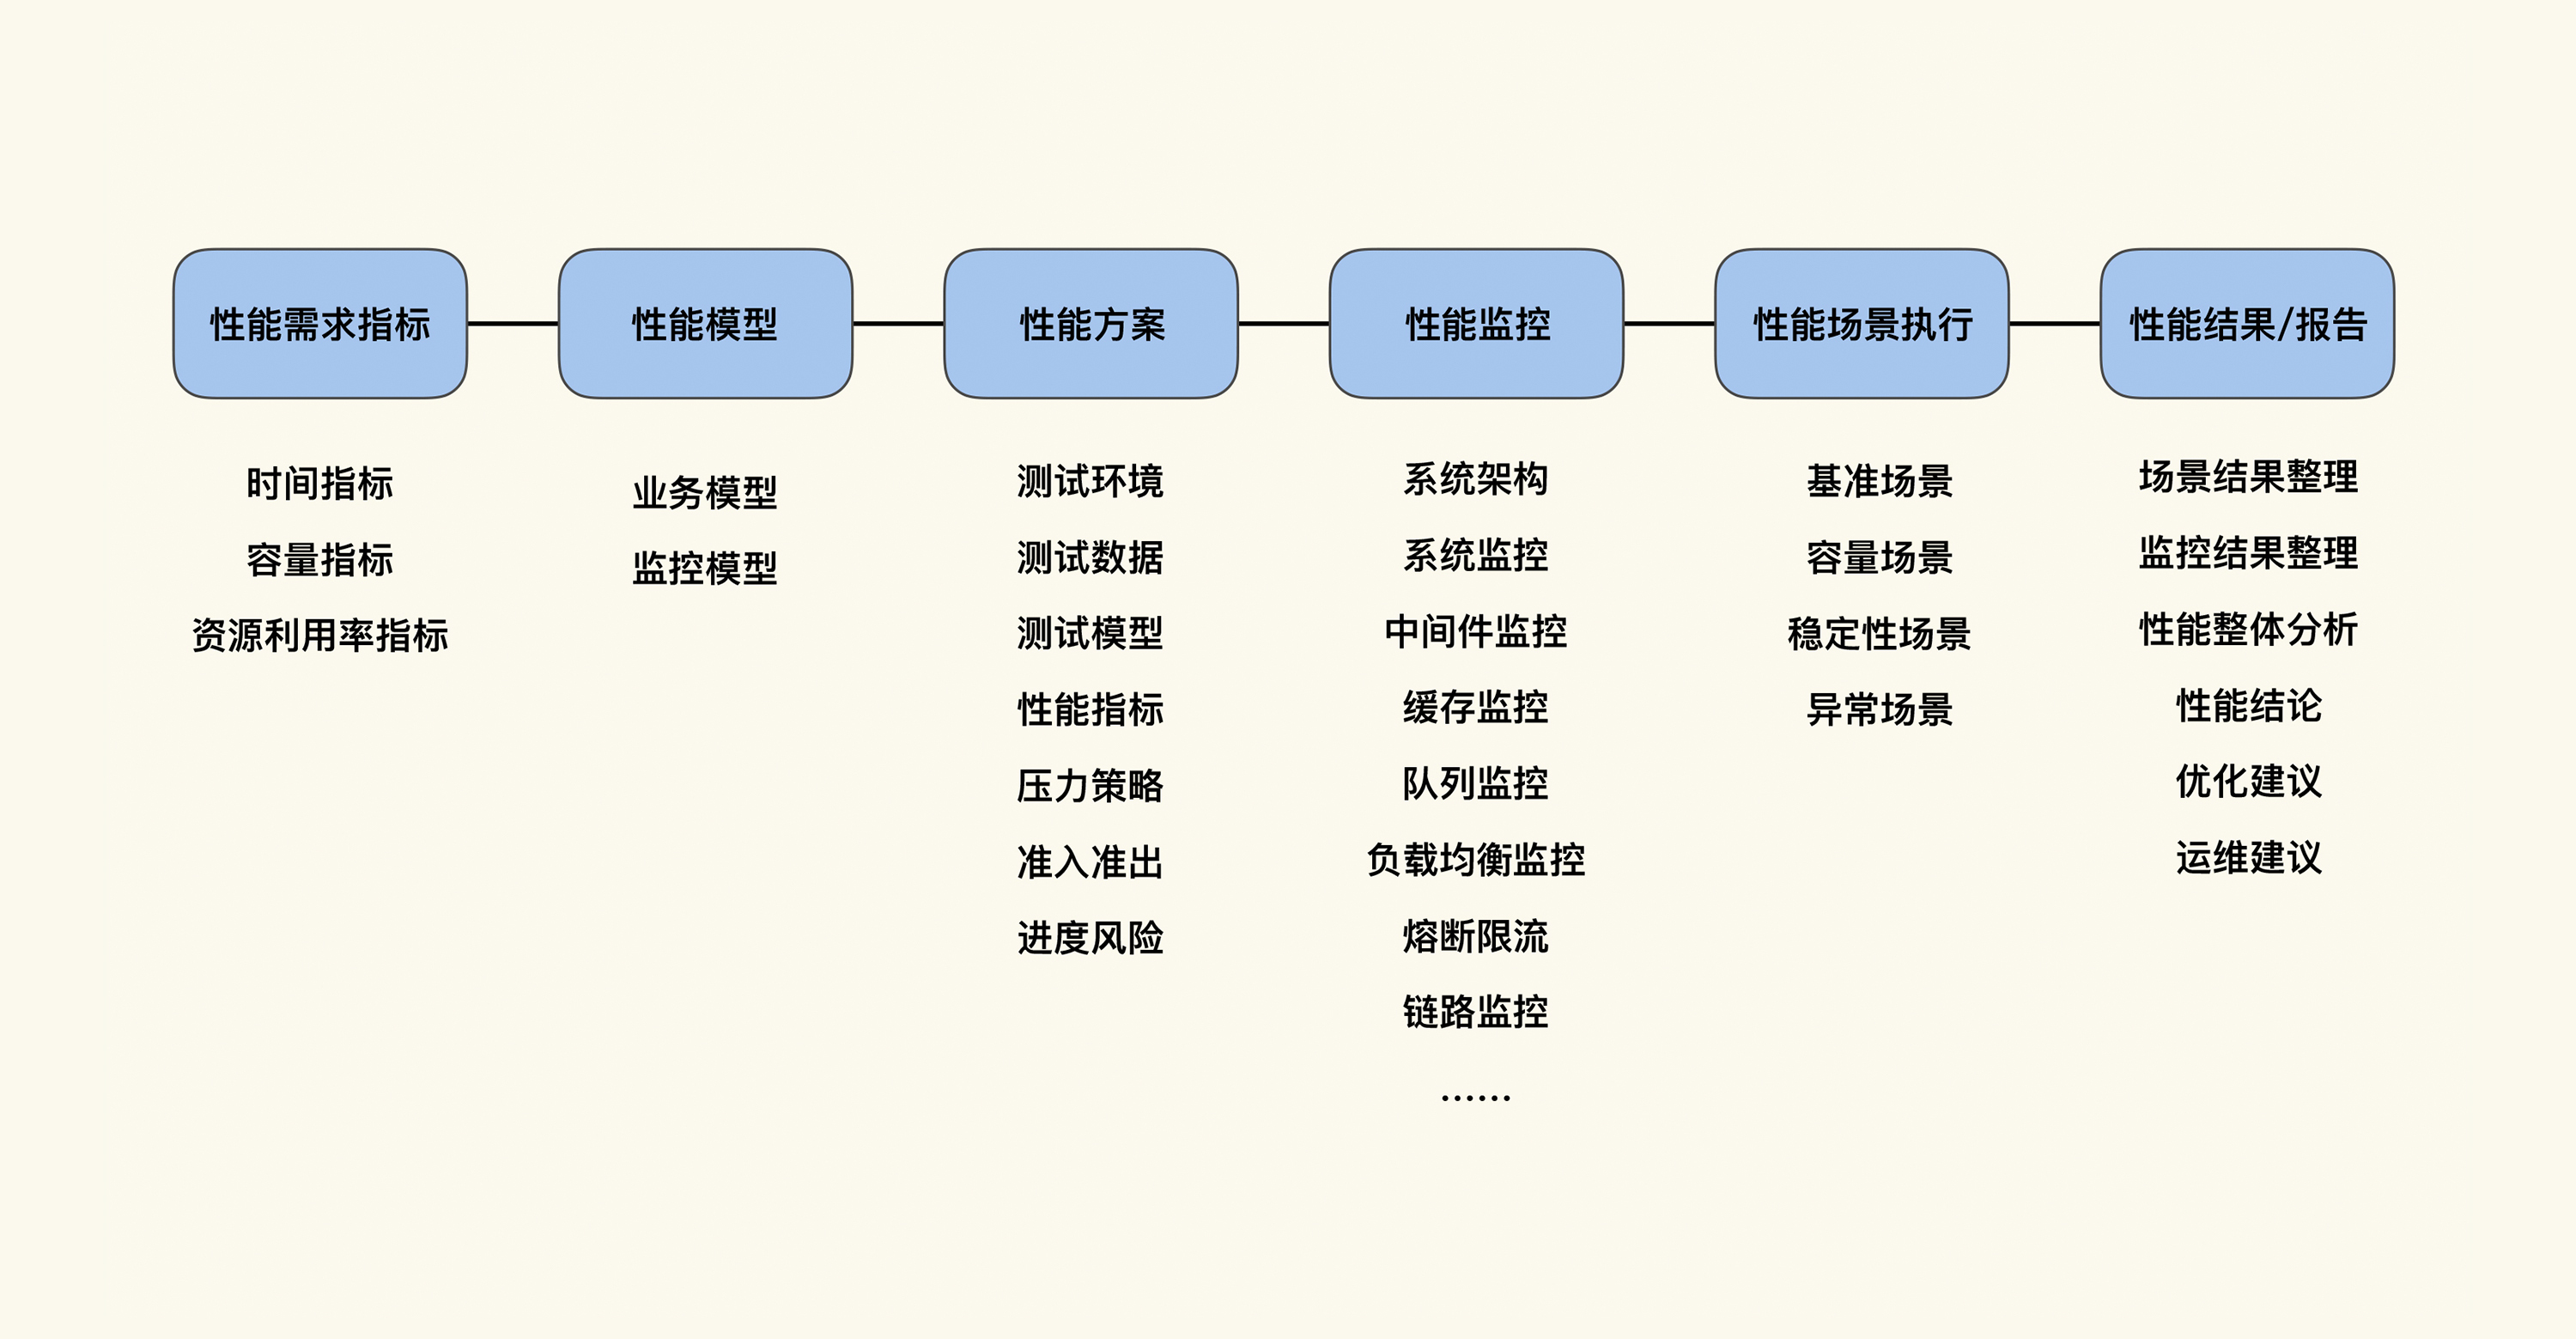 性能需求指标
性能模型
性能方案
性能监控
性能场景执行
性能结果/报告
时间指标
容量指标
资源利用率指标
业务模型
监控模型
测试环境
测试数据
测试模型
性能指标
压力策略
准入准出
进度风险
系统架构
系统监控
中间件监控
缓存监控
队列监控
负载均衡监控
熔断限流
链路监控
……
基准场景
容量场景
稳定性场景
异常场景
场景结果整理
监控结果整理
性能整体分析
性能结论
优化建议
运维建议